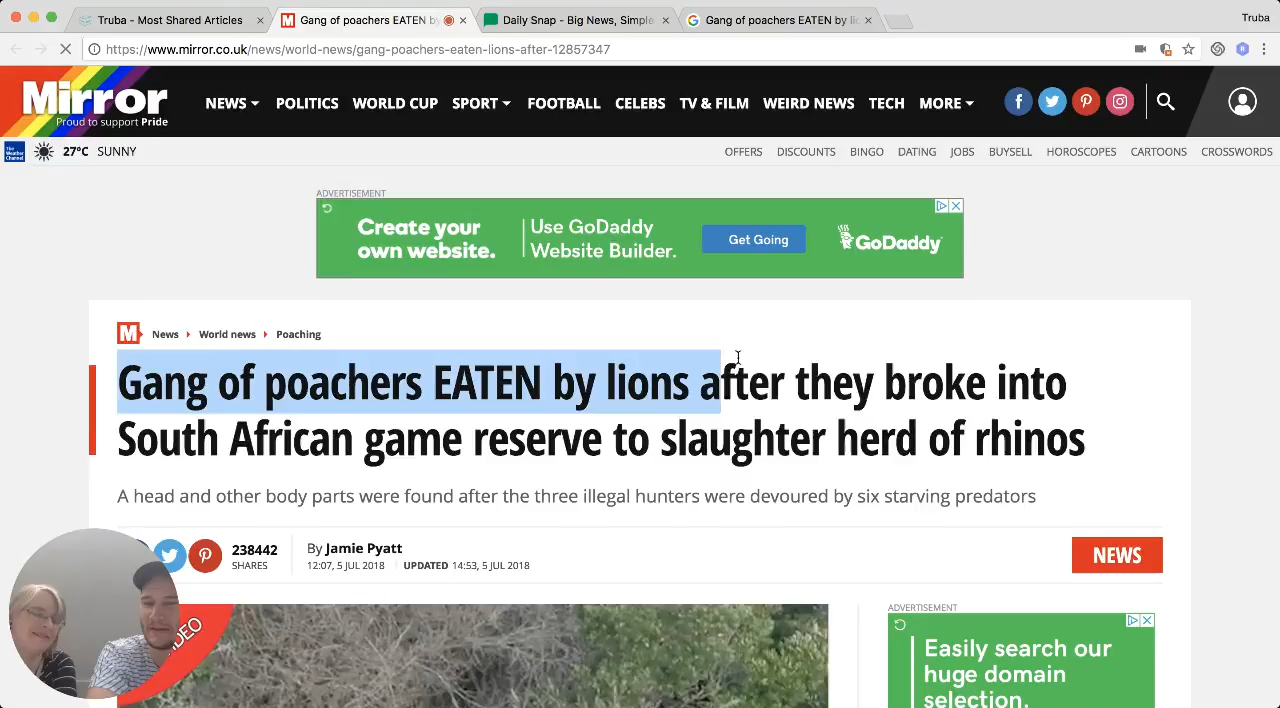 Truba - Most Shared Articles
Gang of poachers EATEN by
Daily Snap - Big News, Simple
Gang of poachers EATEN by lio
Truba
https://www.mirror.co.uk/news/world-news/gang-poachers-eaten-lions-after-12857347
Mirror
Proud to support Pride
NEWS POLITICS WORLD CUP SPORT FOOTBALL CELEBS TV & FILM WEIRD NEWS TECH MORE
The Weather Channel 27°C SUNNY
OFFERS DISCOUNTS BINGO DATING JOBS BUYSELL HOROSCOPES CARTOONS CROSSWORDS
ADVERTISEMENT
Create your own website.
Use GoDaddy Website Builder.
Get Going
GoDaddy
M News World news Poaching
Gang of poachers EATEN by lions after they broke into
South African game reserve to slaughter herd of rhinos
A head and other body parts were found after the three illegal hunters were devoured by six starving predators
238442
SHARES
By Jamie Pyatt
12:07, 5 JUL 2018 UPDATED 14:53, 5 JUL 2018
NEWS
ADVERTISEMENT
Easily search our
huge domain
selection.